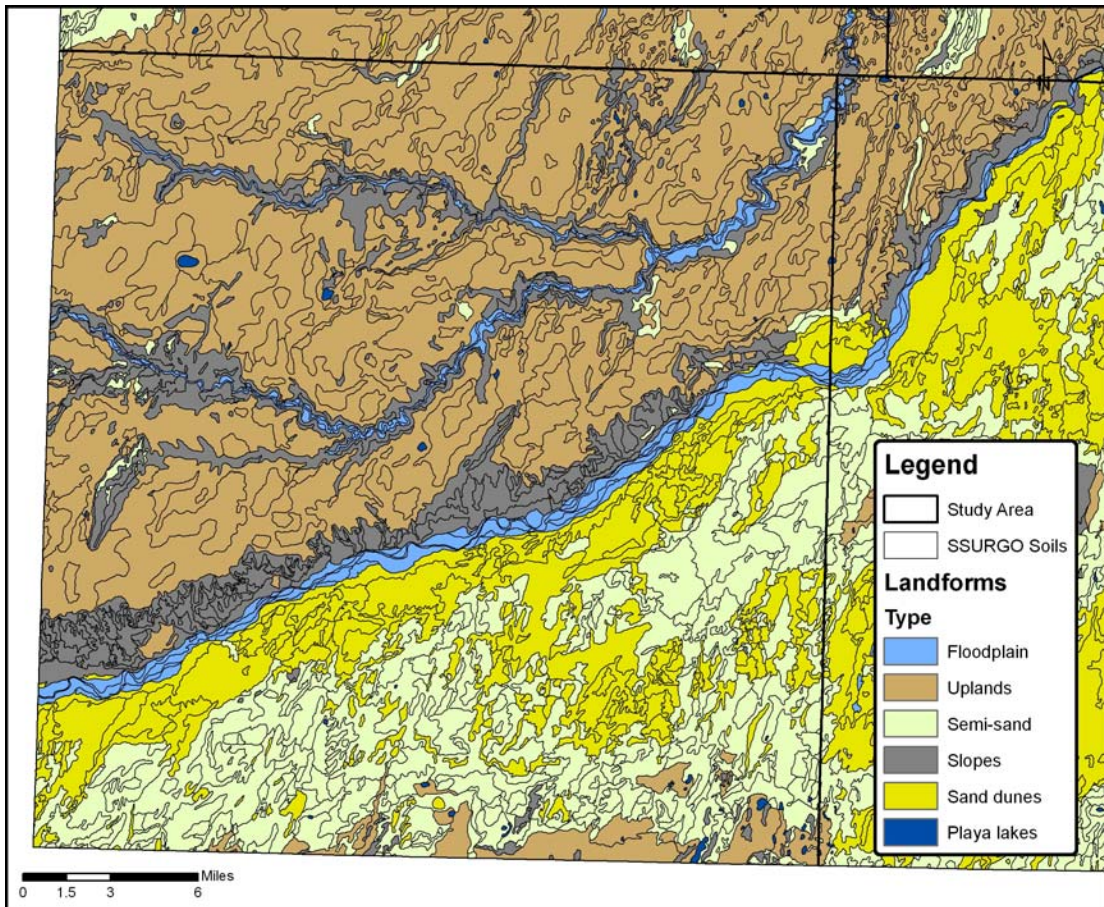 N
Legend
Study Area
SSURGO Soils
Landforms
Type
Floodplain
Uplands
Semi-sand
Slopes
Sand dunes
Playa lakes
Miles
0 1.5 3 6